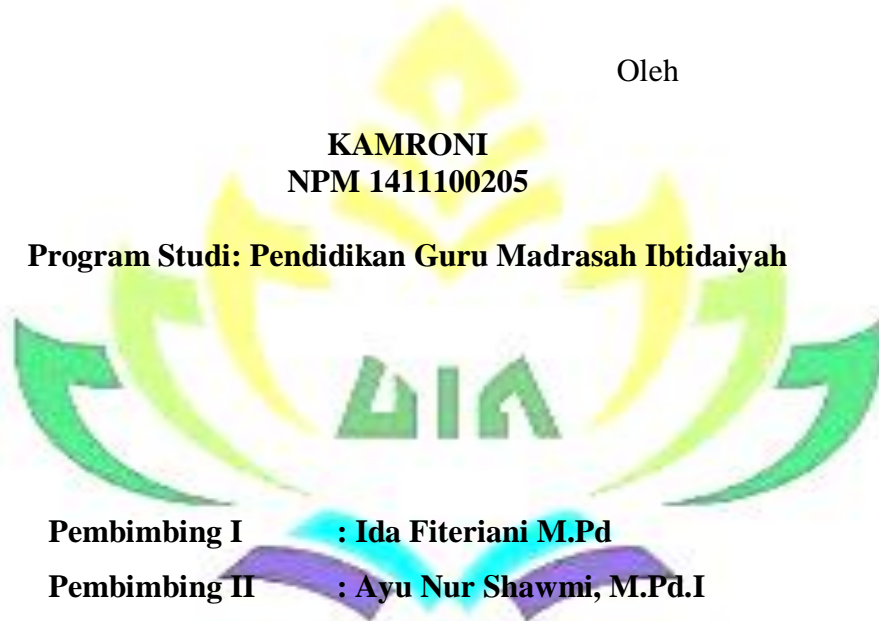 Oleh
KAMRONI
NPM 1411100205
Program Studi: Pendidikan Guru Madrasah Ibtidaiyah
UIN
Pembimbing I : Ida Fiteriani M.Pd
Pembimbing II : Ayu Nur Shawmi, M.Pd.I